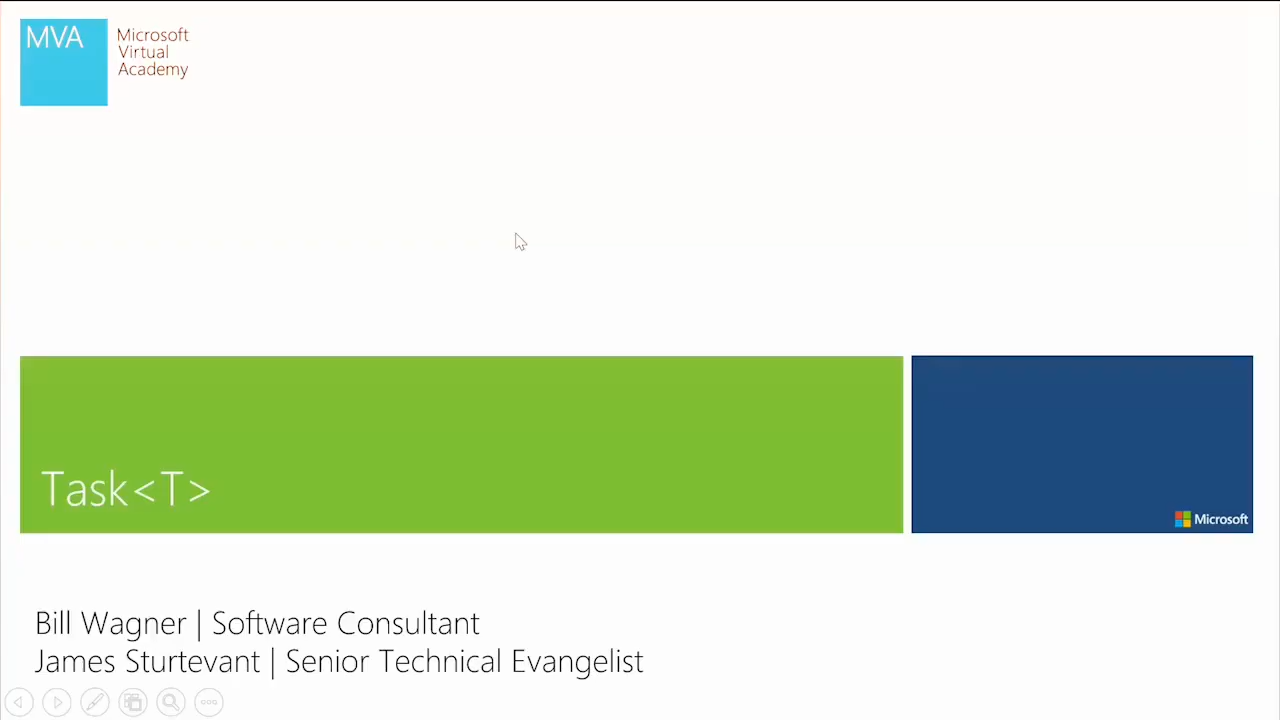 MVA
Microsoft
Virtual
Academy
Task<T>
Microsoft
Bill Wagner | Software Consultant
James Sturtevant | Senior Technical Evangelist